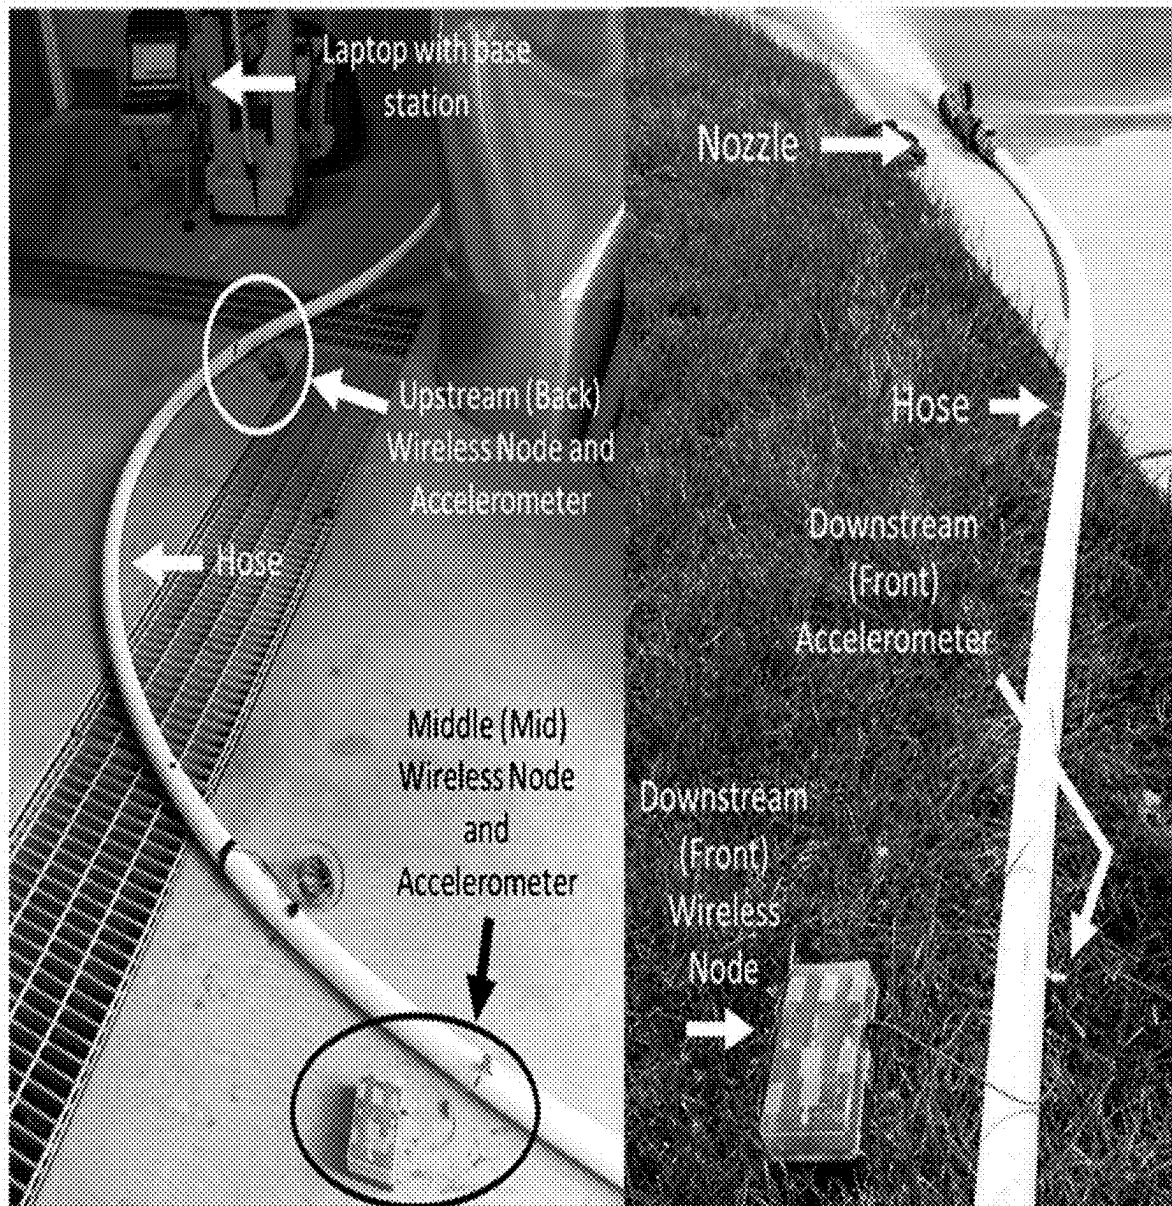 Laptop with base
station
Upstream (Back)
Wireless Node and
Accelerometer
Hose
Middle (Mid)
Wireless Node
and
Accelerometer
Nozzle
Hose
Downstream
(Front)
Accelerometer
Downstream
(Front)
Wireless
Node